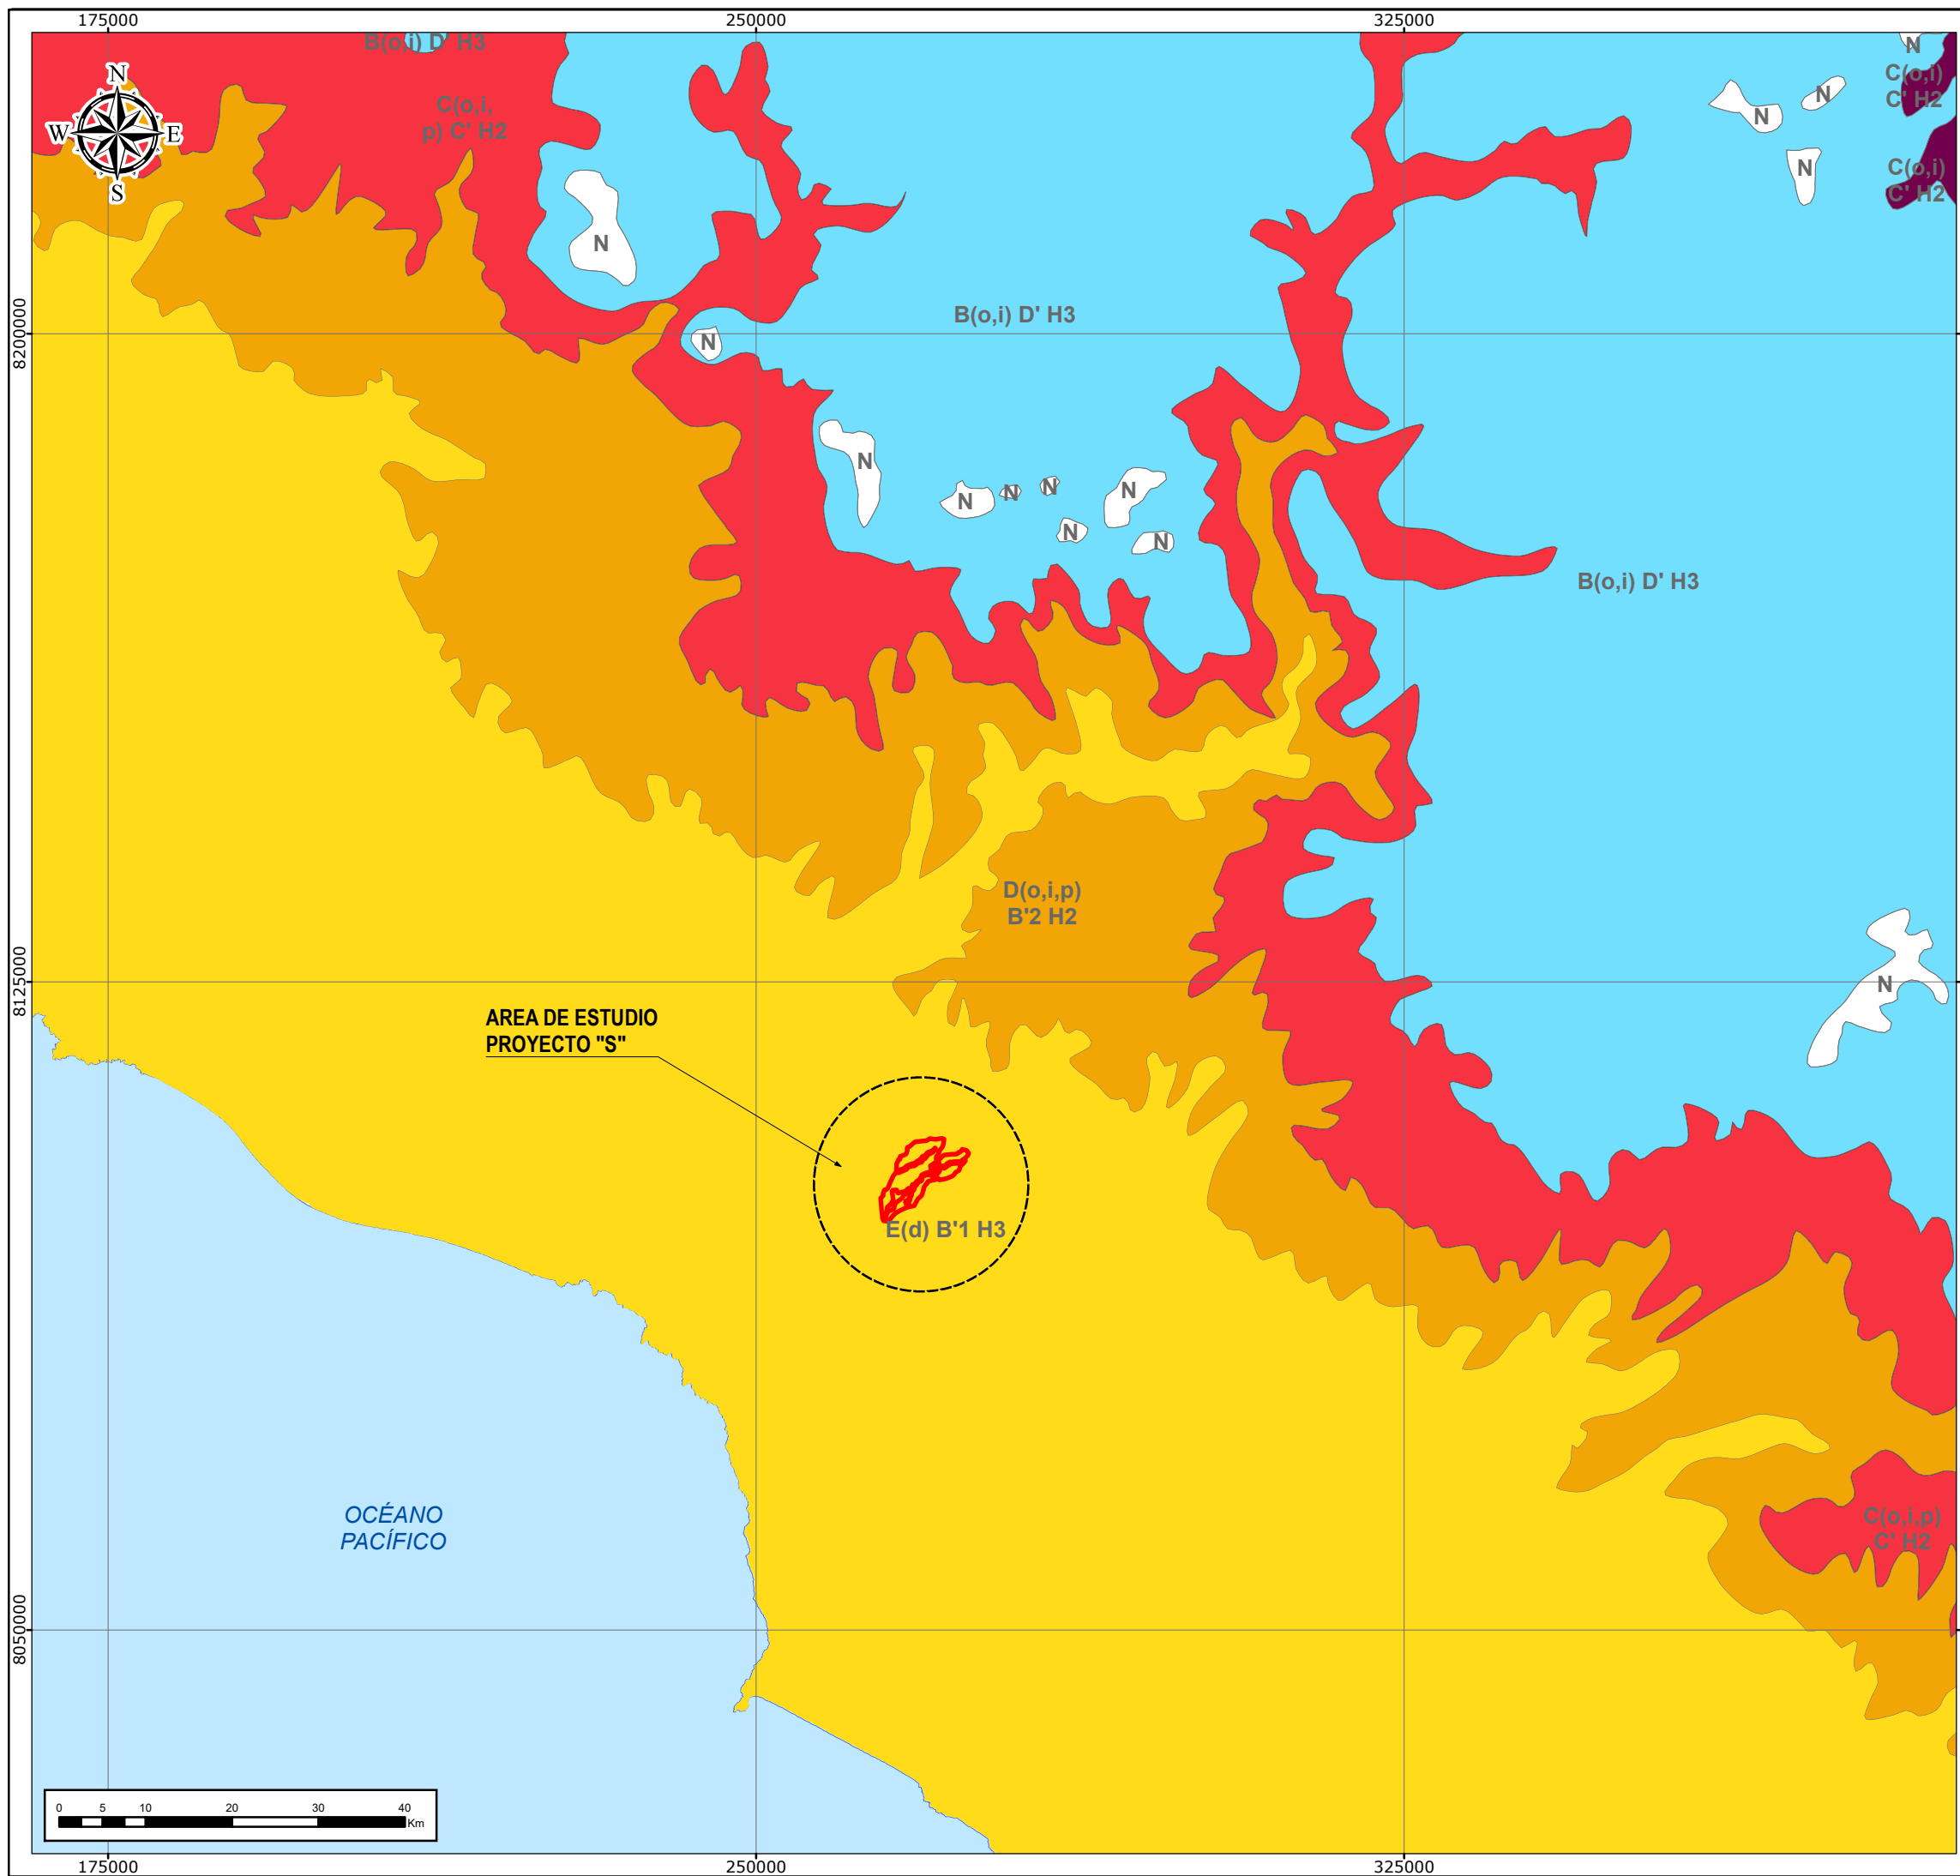 175000
250000
325000
B(o,i) D' H3
N
C(o,i)
C' H2
N
N
C(o,i,
p) C' H2
N
W
E
S
N
C(o,i)
C' H2
N
B(o,i) D' H3
8200000
N
N
N
N
N
N
N
N
B(o,i) D' H3
D(o,i,p)
B'2 H2
8125000
N
AREA DE ESTUDIO
PROYECTO "S"
E(d) B'1 H3
OCÉANO
PACÍFICO
C(o,i,p)
C' H2
8050000
0 5 10 20 30 40
Km
175000
250000
325000